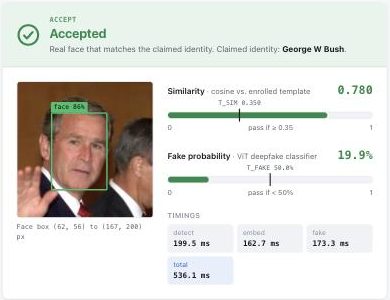 ACCEPT
Accepted
Real face that matches the claimed identity. Claimed identity: George W Bush.
face 86%
Face box (62, 56) to (167, 200)
px
Similarity · cosine vs. enrolled template 0.780
T_SIM 0.350
0 pass if ≥ 0.35 1
Fake probability · ViT deepfake classifier 19.9%
T_FAKE 50.0%
0 pass if < 50% 1
TIMINGS
detect embed fake
199.5 ms 162.7 ms 173.3 ms
total
536.1 ms